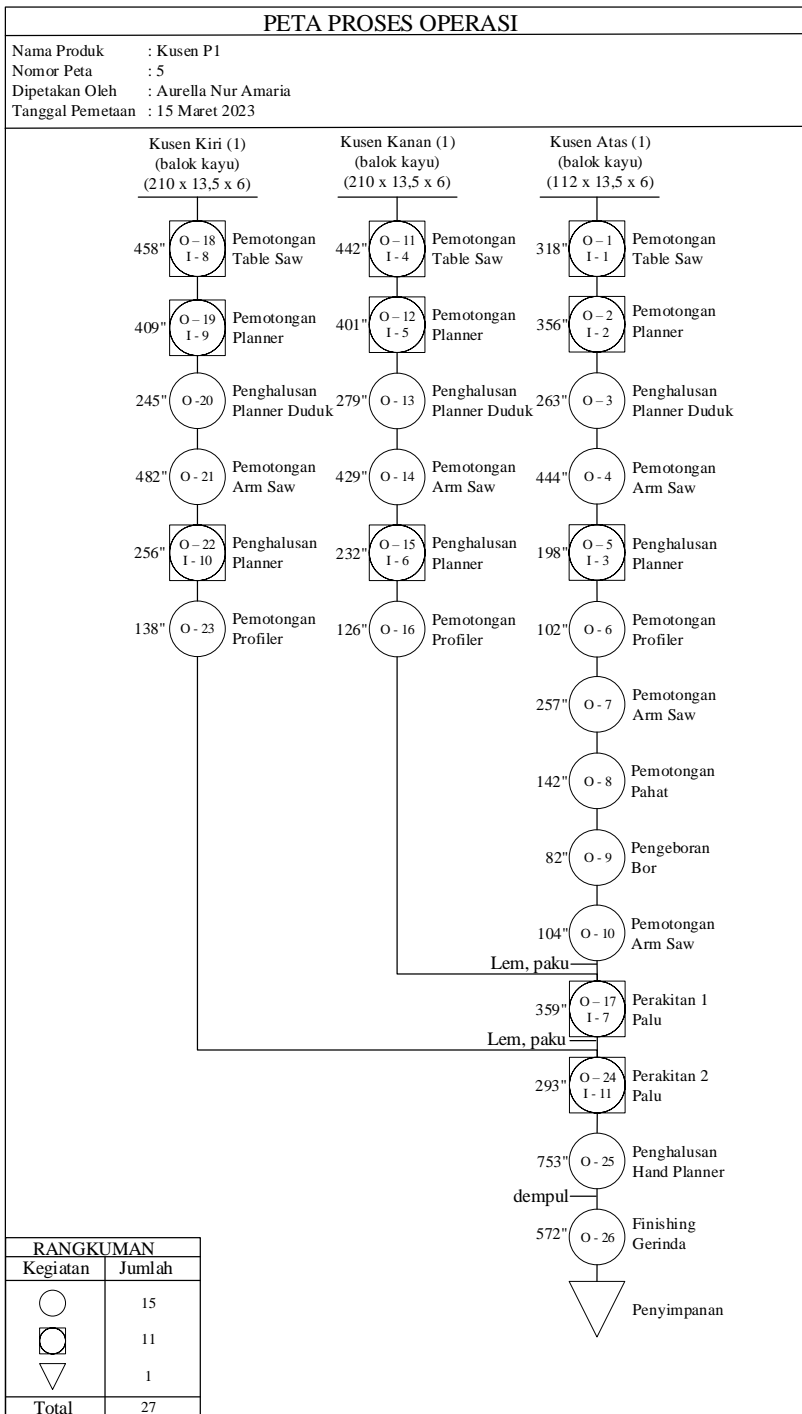 PETA PROSES OPERASI
Nama Produk : Kusen P1
Nomor Peta : 5
Dipetakan Oleh : Aurella Nur Amaria
Tanggal Pemetaan : 15 Maret 2023
Kusen Kiri (1)
(balok kayu)
(210 x 13,5 x 6)
458"
O – 18
I - 8
Pemotongan
Table Saw
409"
O – 19
I - 9
Pemotongan
Planner
245"
O -20
Penghalusan
Planner Duduk
482"
O - 21
Pemotongan
Arm Saw
256"
O – 22
I - 10
Penghalusan
Planner
138"
O - 23
Pemotongan
Profiler
Kusen Kanan (1)
(balok kayu)
(210 x 13,5 x 6)
442"
O – 11
I - 4
Pemotongan
Table Saw
401"
O – 12
I - 5
Pemotongan
Planner
279"
O - 13
Penghalusan
Planner Duduk
429"
O - 14
Pemotongan
Arm Saw
232"
O – 15
I - 6
Penghalusan
Planner
126"
O - 16
Pemotongan
Profiler
Kusen Atas (1)
(balok kayu)
(112 x 13,5 x 6)
318"
O – 1
I - 1
Pemotongan
Table Saw
356"
O – 2
I - 2
Pemotongan
Planner
263"
O – 3
Penghalusan
Planner Duduk
444"
O - 4
Pemotongan
Arm Saw
198"
O – 5
I - 3
Penghalusan
Planner
102"
O - 6
Pemotongan
Profiler
257"
O - 7
Pemotongan
Arm Saw
142"
O - 8
Pemotongan
Pahat
82"
O - 9
Pengeboran
Bor
104"
O - 10
Pemotongan
Arm Saw
Lem, paku
359"
O – 17
I - 7
Perakitan 1
Palu
Lem, paku
293"
O – 24
I - 11
Perakitan 2
Palu
753"
O - 25
Penghalusan
Hand Planner
dempul
572"
O - 26
Finishing
Gerinda
Penyimpanan
RANGKUMAN
Kegiatan Jumlah
15
11
1
Total 27